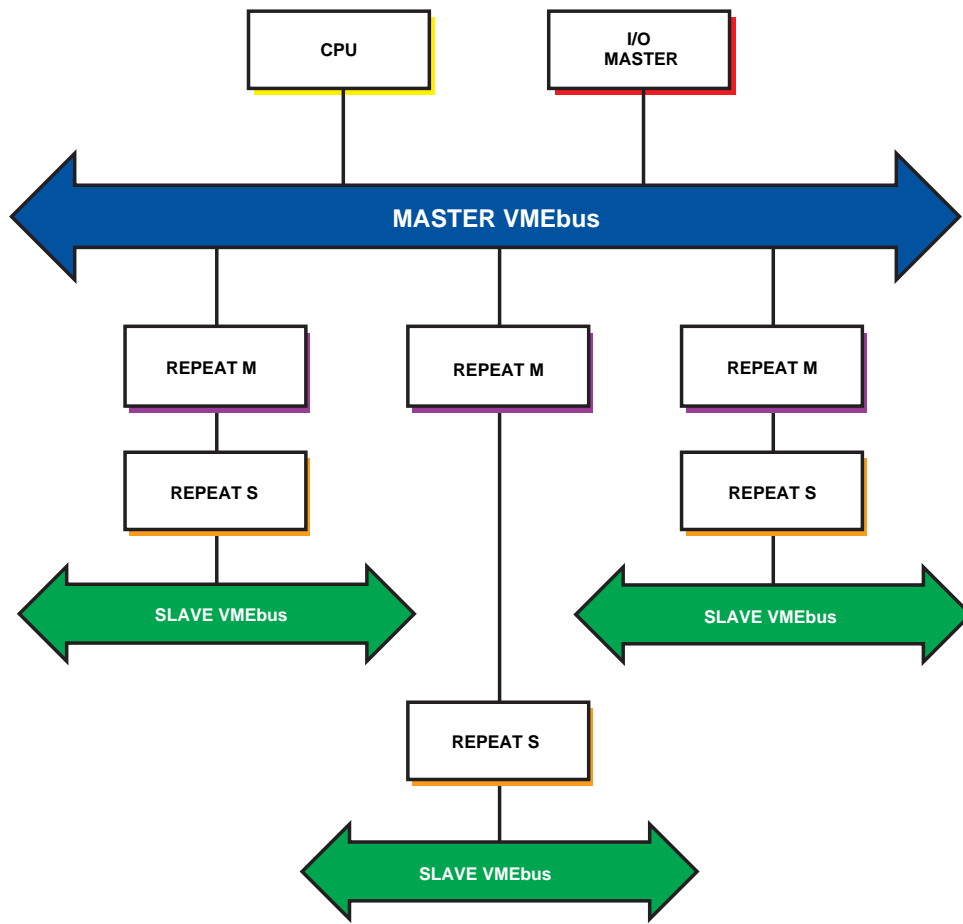 CPU
I/O
MASTER
MASTER VMEbus
REPEAT M
REPEAT M
REPEAT M
REPEAT S
REPEAT S
SLAVE VMEbus
SLAVE VMEbus
REPEAT S
SLAVE VMEbus